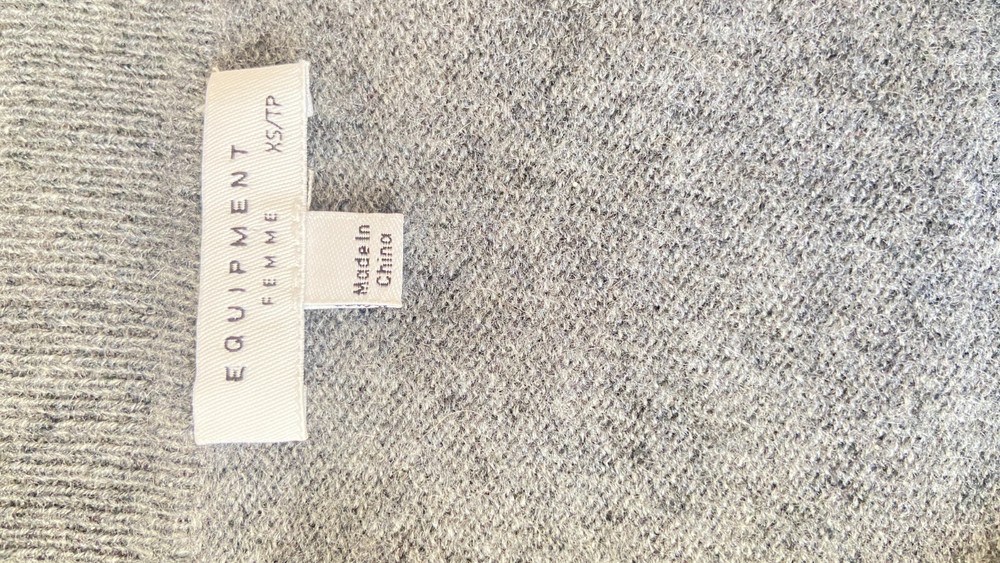 EQUIPMENT
FEMME XS/TP
Made In
China